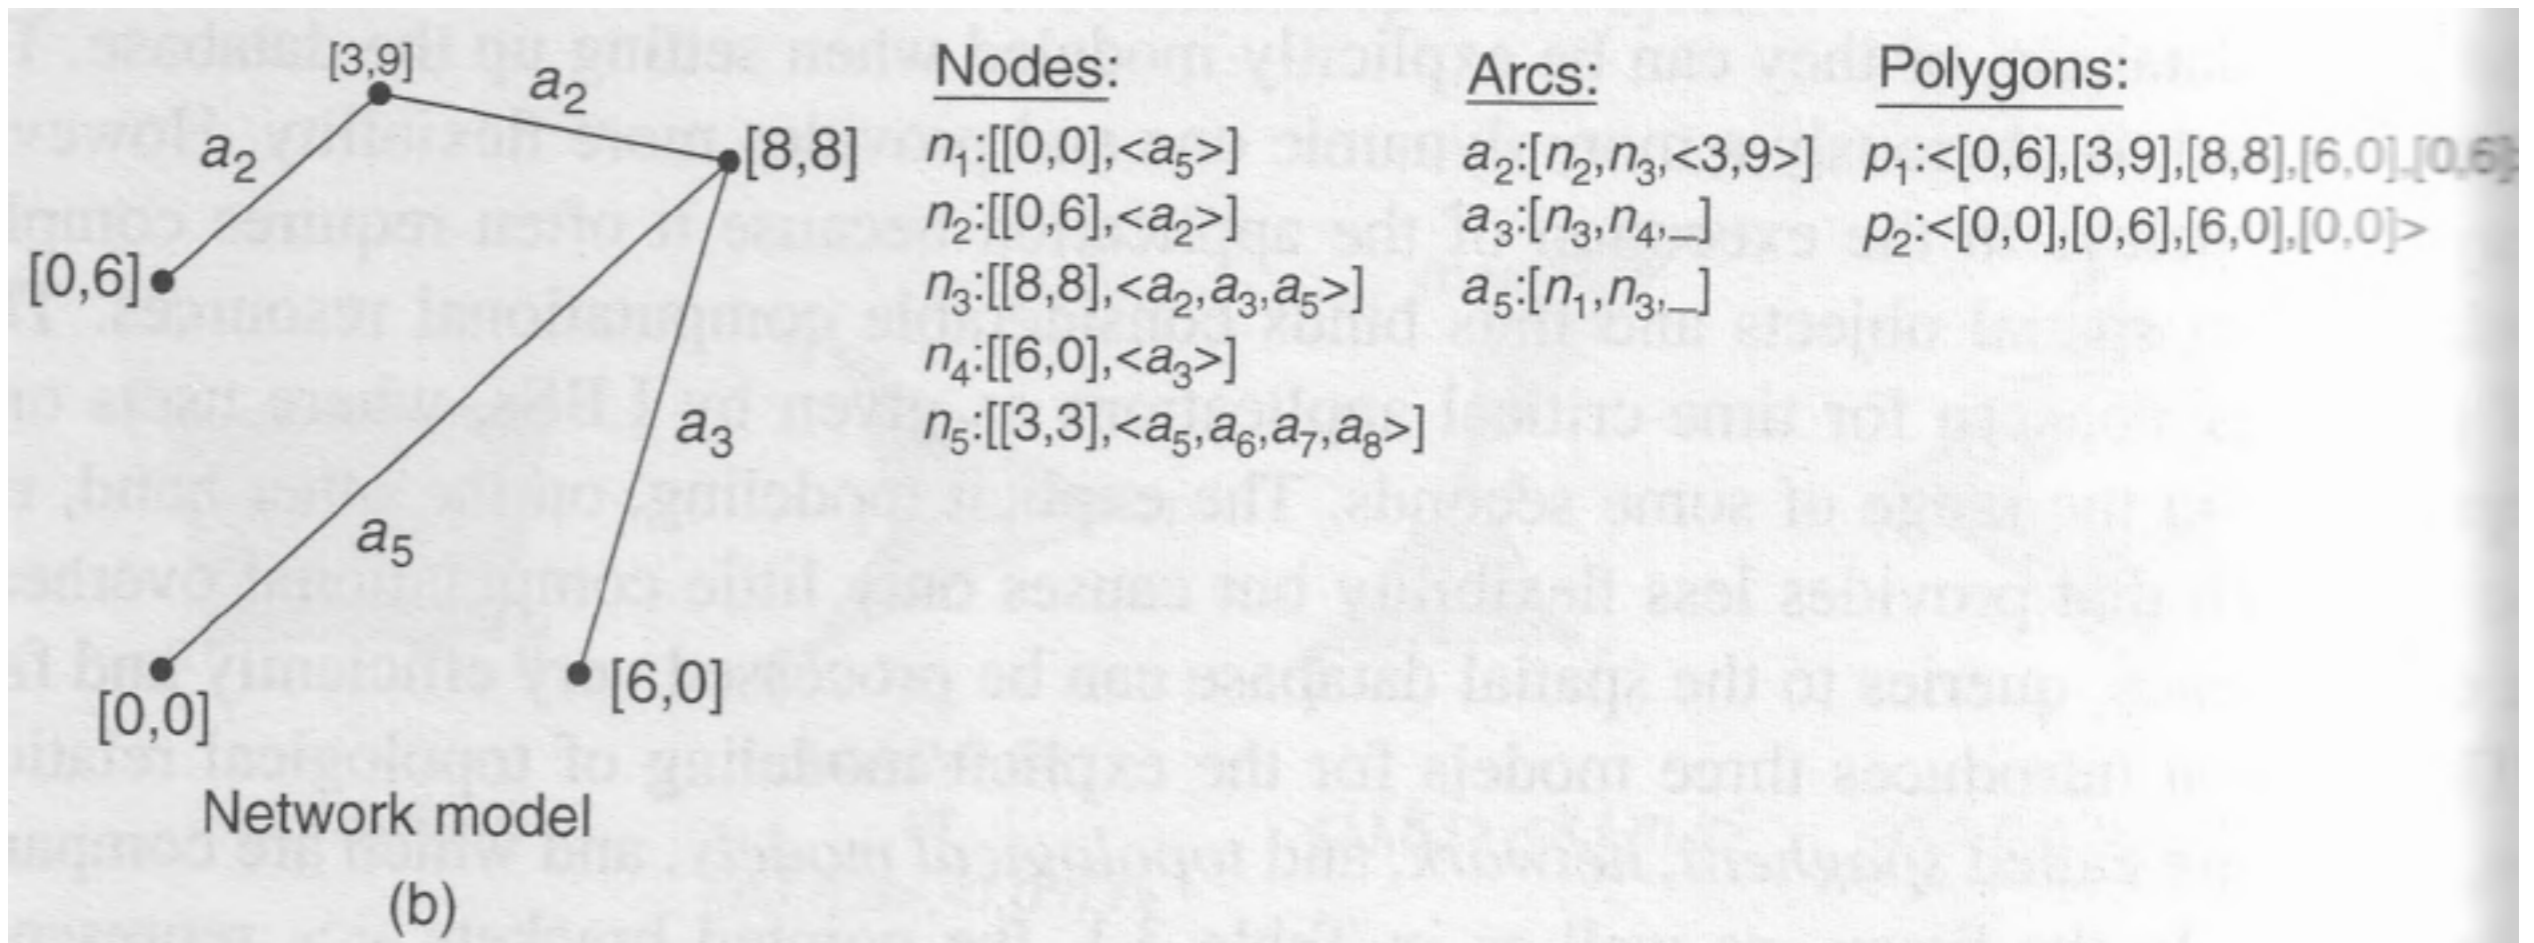 [3,9]
a2
a2
[8,8]
[0,6]
a3
a5
[0,0]
[6,0]
Network model
(b)
Nodes:
n1:[[0,0],<a5>]
n2:[[0,6],<a2>]
n3:[[8,8],<a2,a3,a5>]
n4:[[6,0],<a3>]
n5:[[3,3],<a5,a6,a7,a8>]
Arcs:
a2:[n2,n3,<3,9>]
a3:[n3,n4,_]
a5:[n1,n3,_]
Polygons:
p1:<[0,6],[3,9],[8,8],[6,0],[0,6]>
p2:<[0,0],[0,6],[6,0],[0,0]>